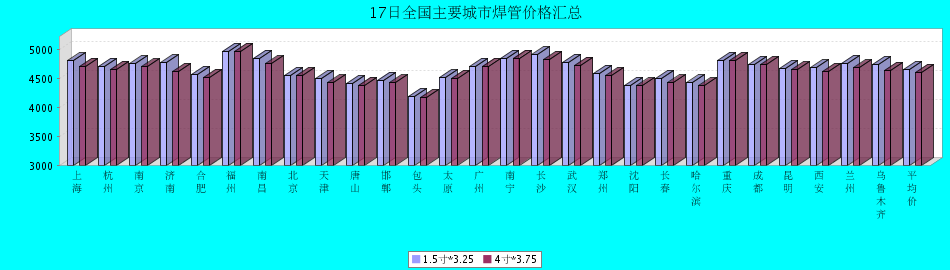 17日全国主要城市焊管价格汇总
5000
4500
4000
3500
3000
上海
杭州
南京
济南
合肥
福州
南昌
北京
天津
唐山
邯郸
包头
太原
广州
南宁
长沙
武汉
郑州
沈阳
长春
哈尔滨
重庆
成都
昆明
西安
兰州
乌鲁木齐
平均价
1.5寸*3.25
4寸*3.75